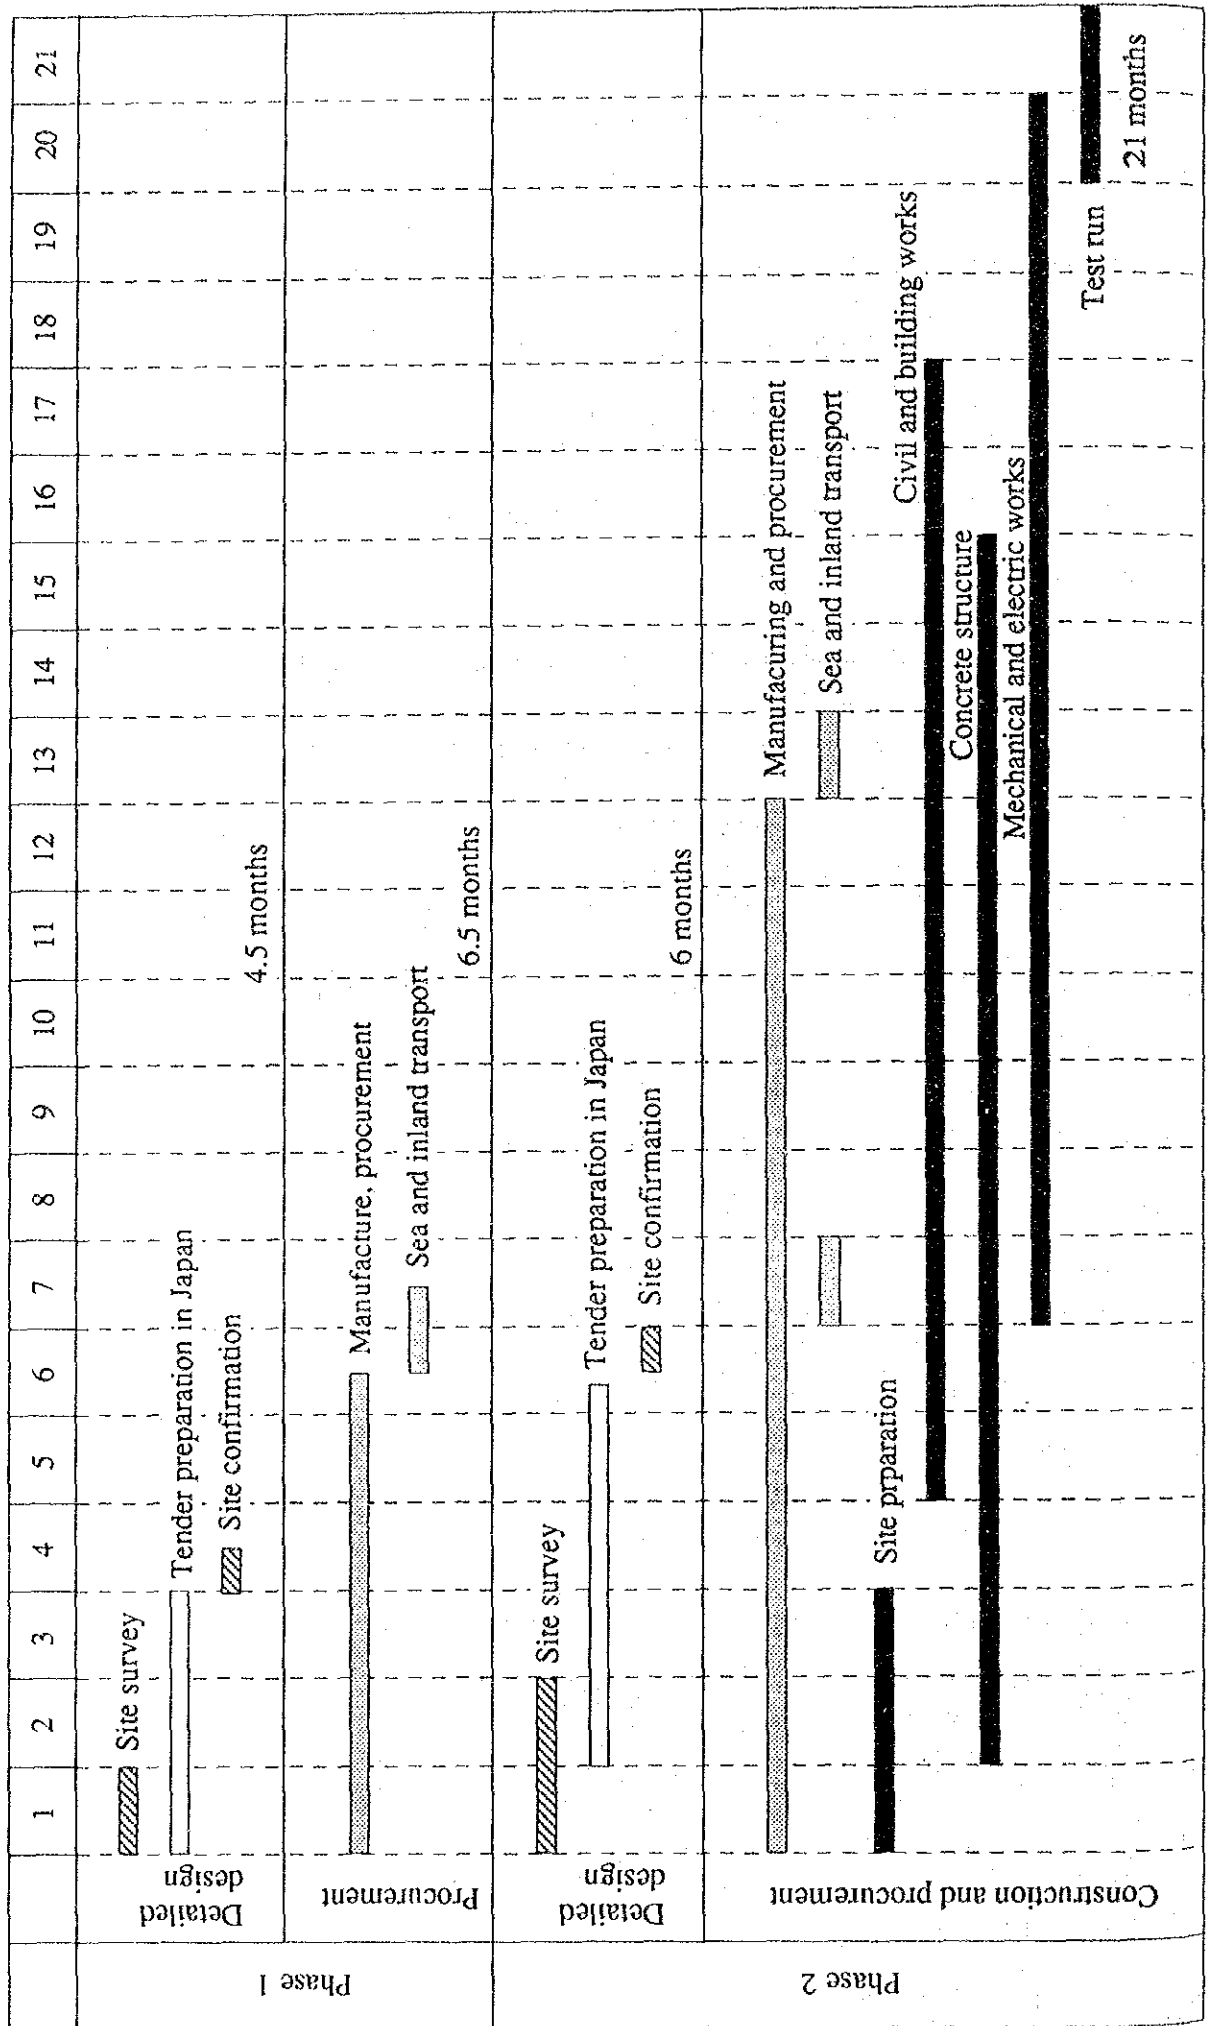 1 2 3 4 5 6 7 8 9 10 11 12 13 14 15 16 17 18 19 20 21
Phase 1
Detailed
design
Site survey
Tender preparation in Japan
Site confirmation
4.5 months
Procurement
Manufacture, procurement
Sea and inland transport
6.5 months
Phase 2
Detailed
design
Site survey
Tender preparation in Japan
Site confirmation
6 months
Construction and procurement
Manufacuring and procurement
Sea and inland transport
Site prparation
Civil and building works
Concrete structure
Mechanical and electric works
Test run
21 months